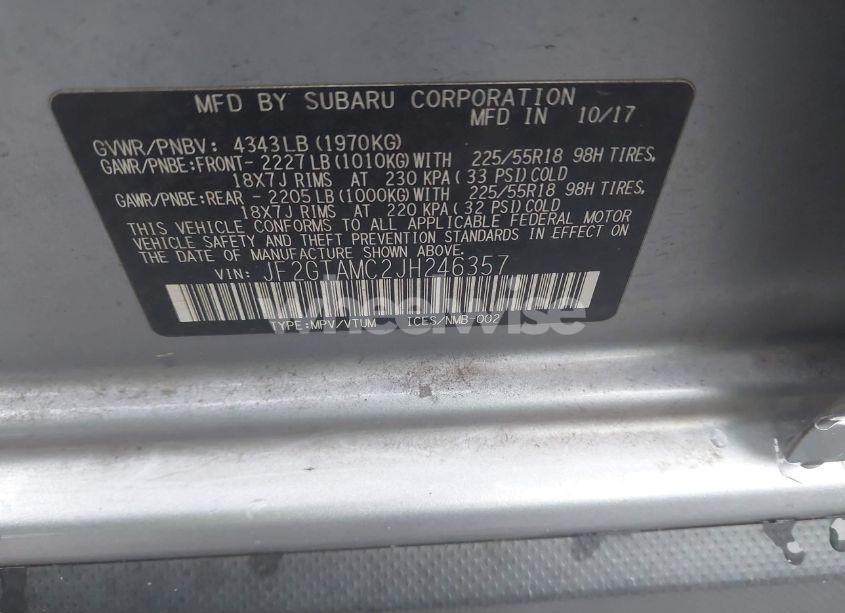 MFD BY SUBARU CORPORATION
MFD IN 10/17
GVWR/PNBV: 4343LB(1970KG)
GAWR/PNBE:FRONT-2227LB(1010KG)WITH 225/55R18 98H TIRES,
18X7J RIMS AT 230 KPA(33 PSI)COLD
GAWR/PNBE:REAR -2205LB(1000KG)WITH 225/55R18 98H TIRES,
18X7J RIMS AT 220 KPA(32 PSI)COLD
THIS VEHICLE CONFORMS TO ALL APPLICABLE FEDERAL MOTOR
VEHICLE SAFETY AND THEFT PREVENTION STANDARDS IN EFFECT ON
THE DATE OF MANUFACTURE SHOWN ABOVE.
VIN: JF2GTAMC2JH246357
wheelwise
TYPE:MPV/VTUM ICES/NMB-002